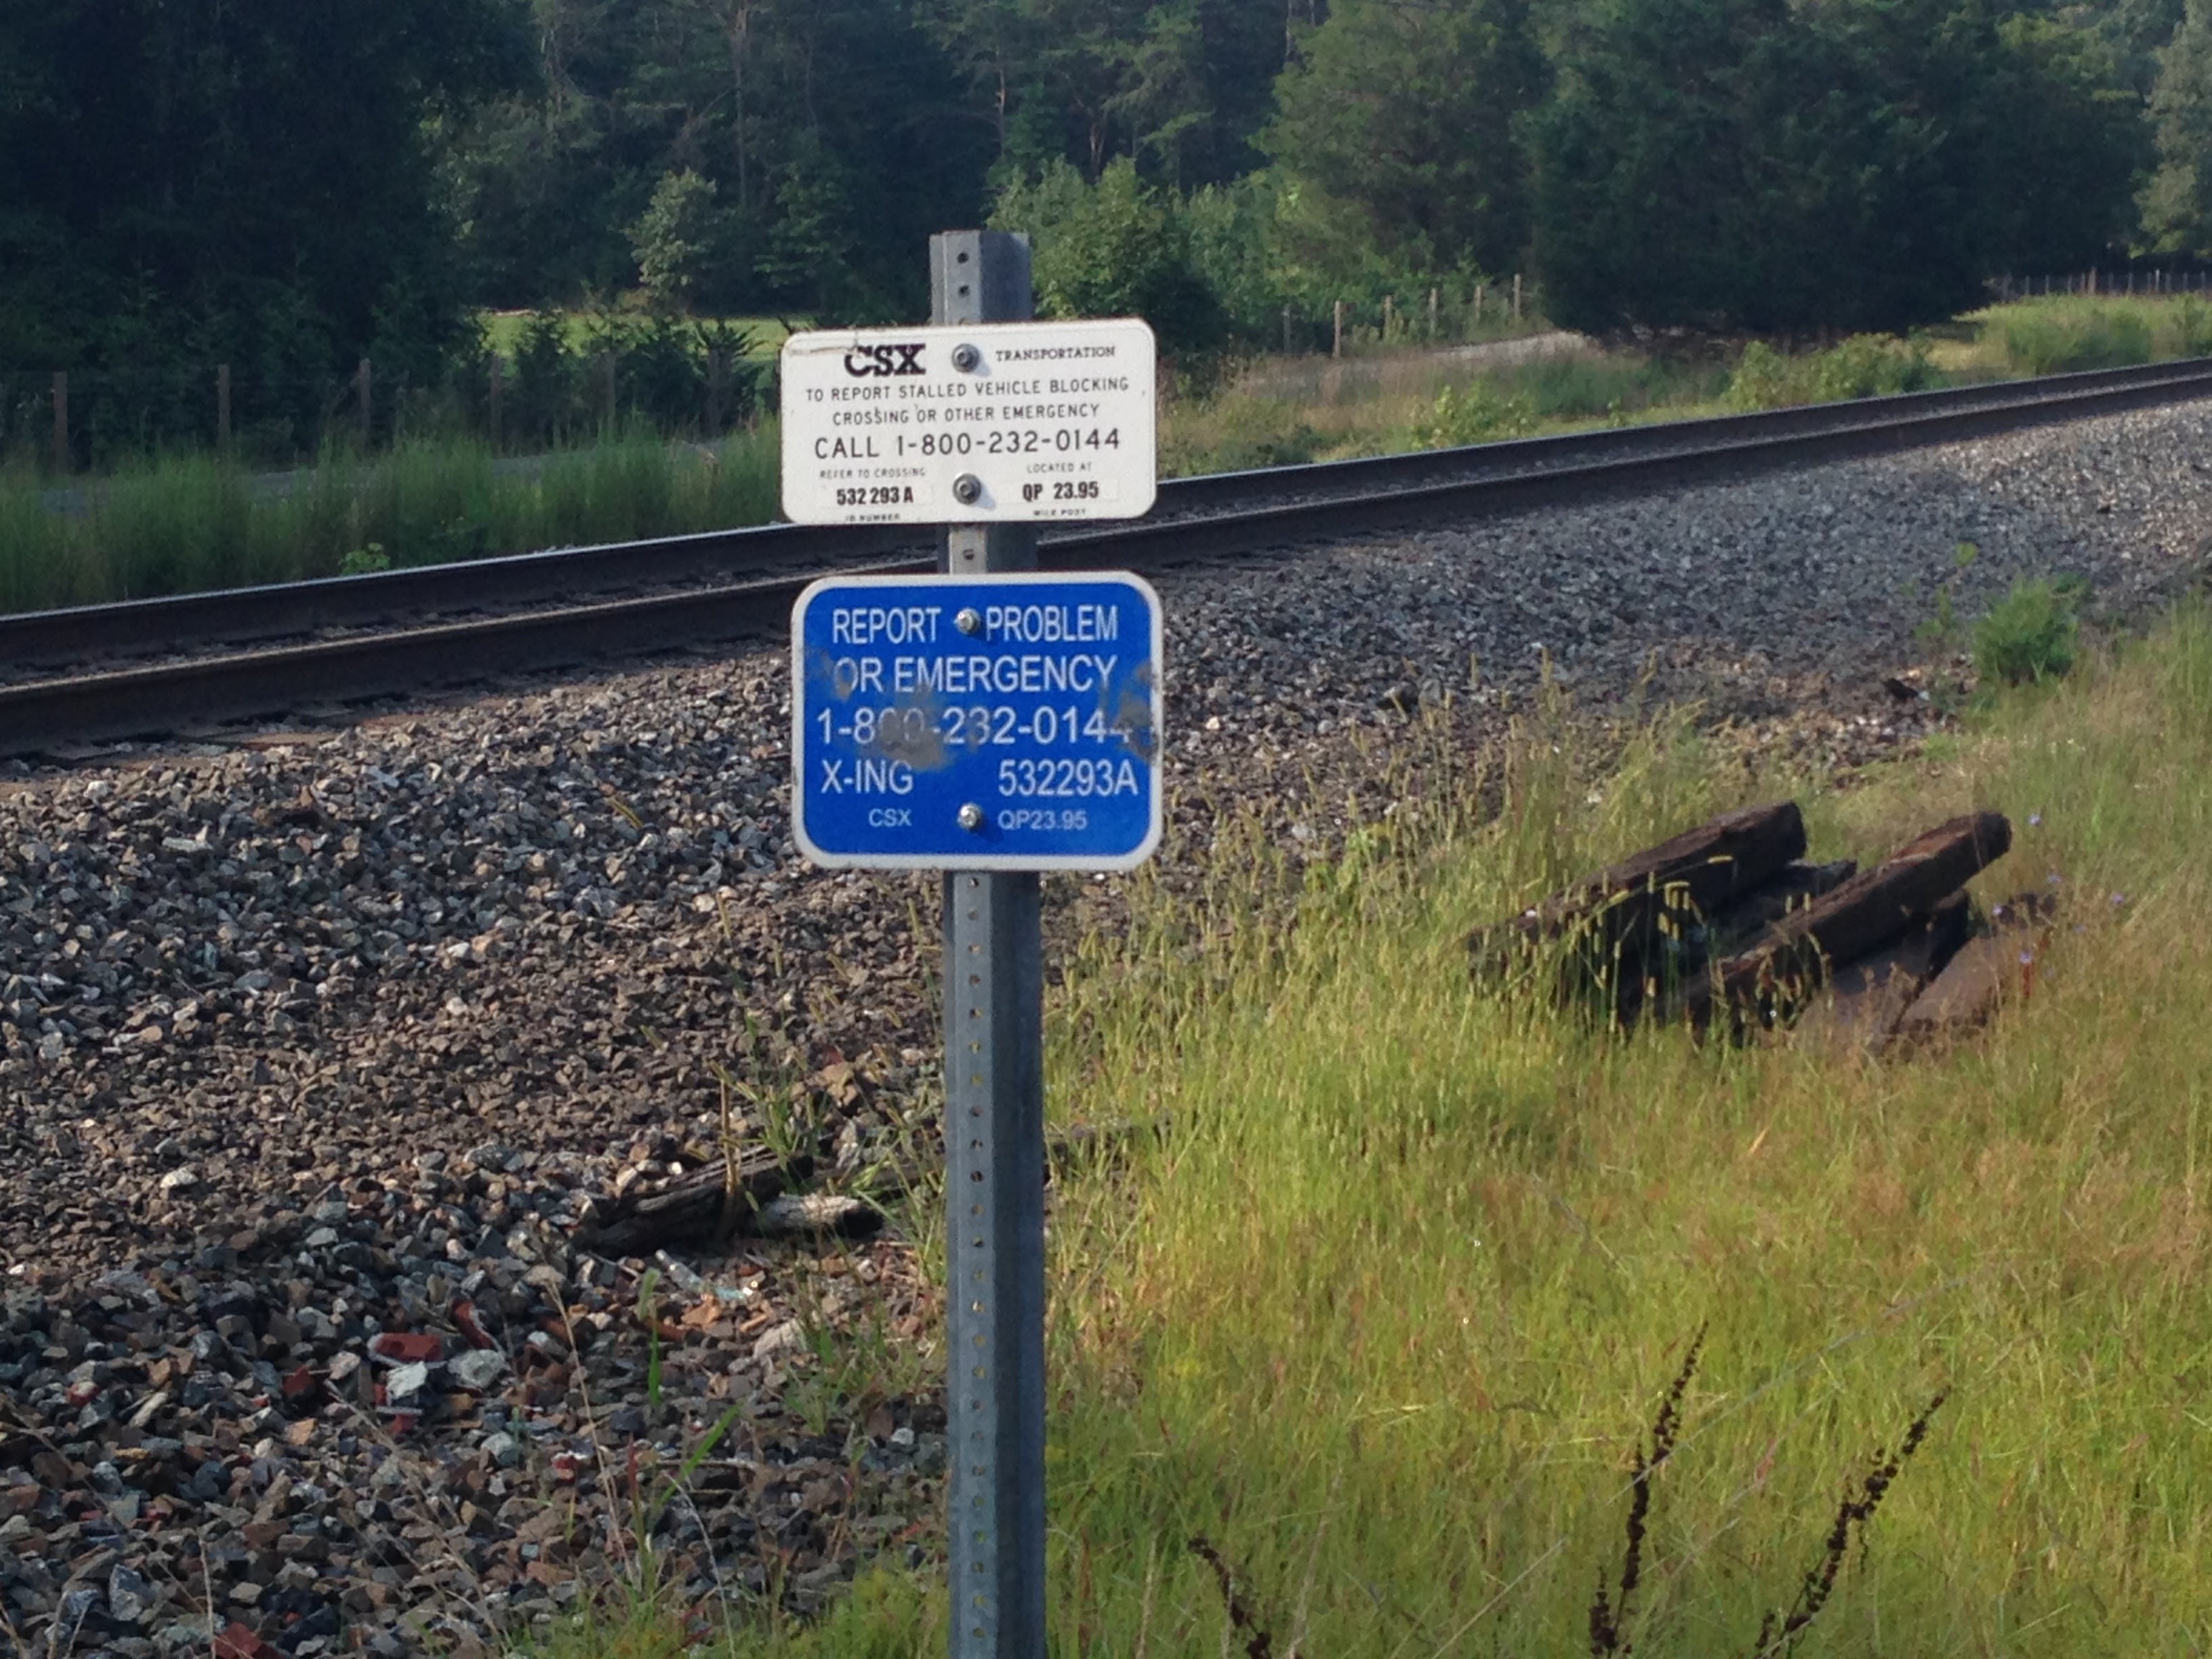 CSX TRANSPORTATION
TO REPORT STALLED VEHICLE BLOCKING
CROSSING OR OTHER EMERGENCY
CALL 1-800-232-0144
REFER TO CROSSING LOCATED AT
532 293 A QP 23.95
ID NUMBER MILE POST
REPORT PROBLEM
OR EMERGENCY
1-800-232-0144
X-ING 532293A
CSX QP23.95